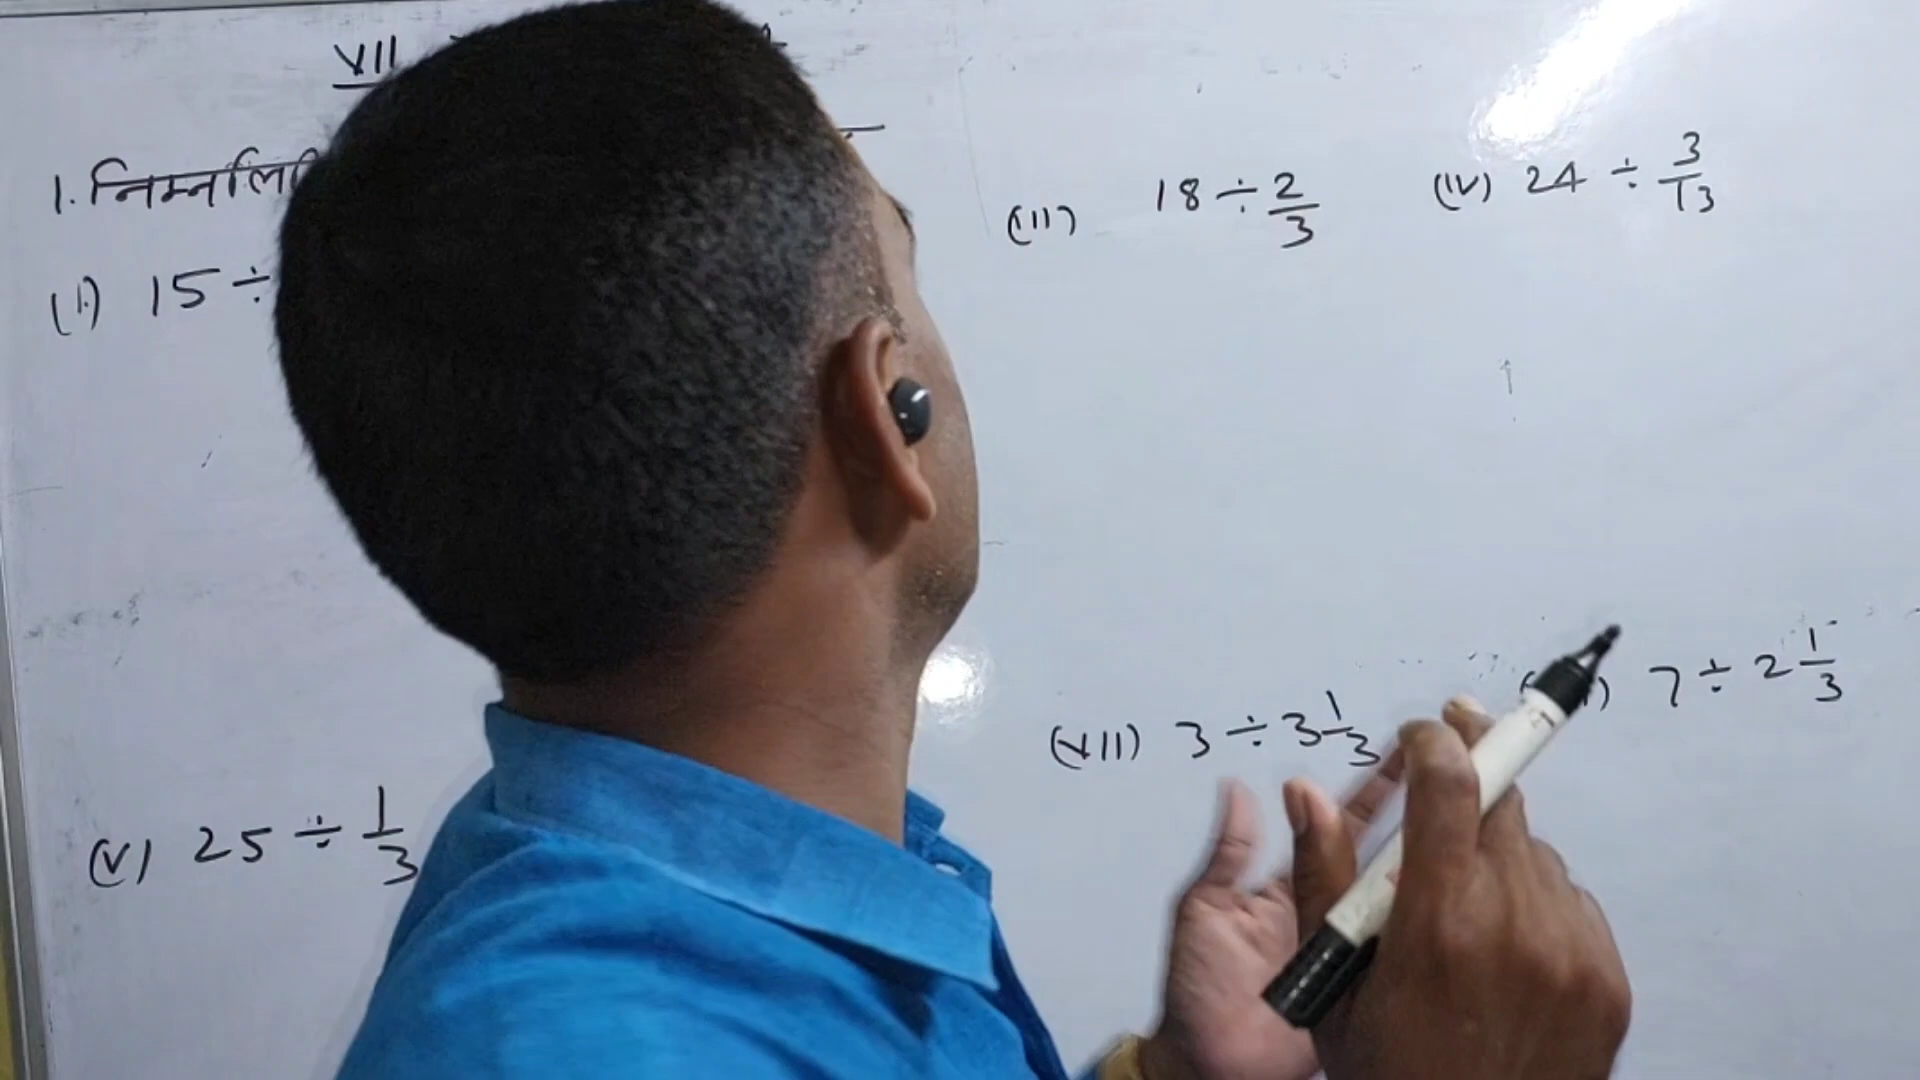 VII
1. निम्नलि
(i) 15 ÷
(iii) 18 ÷ 2/3
(iv) 24 ÷ 3/13
(v) 25 ÷ 1/3
(vii) 3 ÷ 3 1/3
7 ÷ 2 1/3